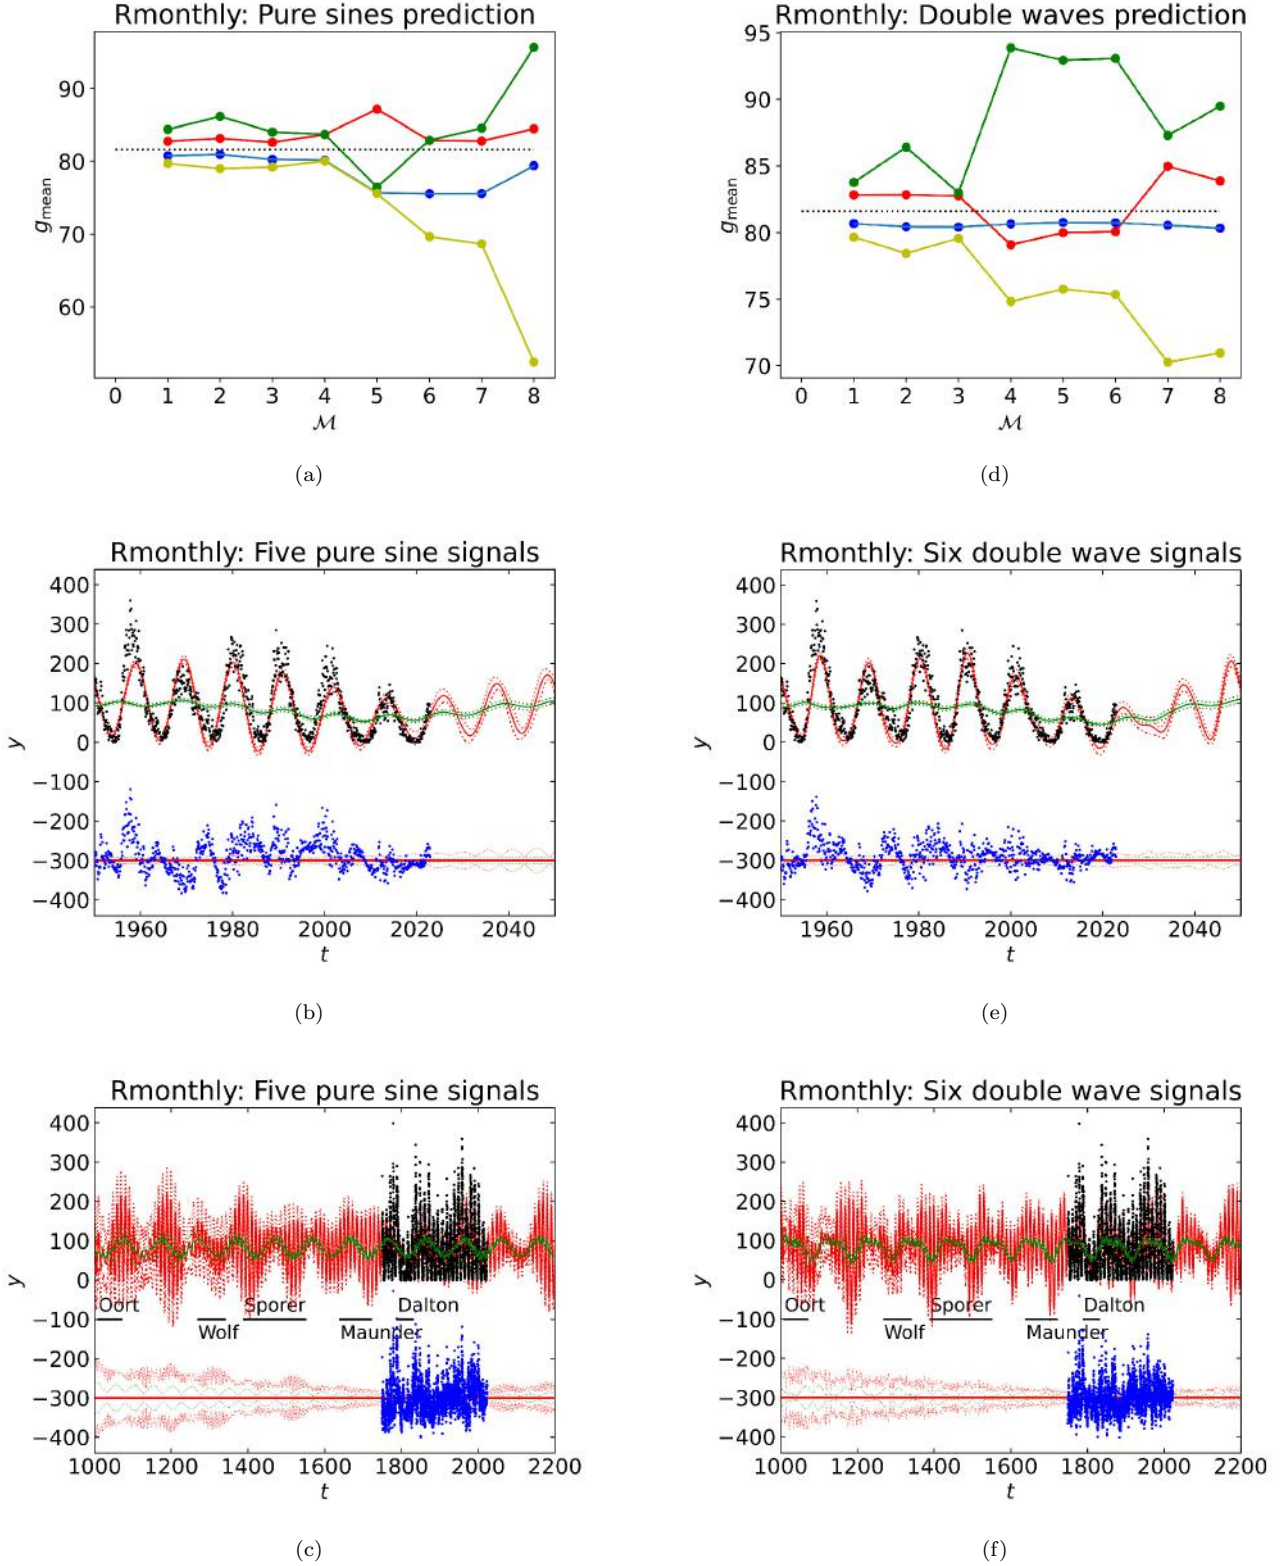 Rmonthly: Pure sines prediction
90
80
70
60
g_mean
0 1 2 3 4 5 6 7 8
ℳ
(a)
Rmonthly: Double waves prediction
95
90
85
80
75
70
g_mean
0 1 2 3 4 5 6 7 8
ℳ
(d)
Rmonthly: Five pure sine signals
400
300
200
100
0
−100
−200
−300
−400
y
1960 1980 2000 2020 2040
t
(b)
Rmonthly: Six double wave signals
400
300
200
100
0
−100
−200
−300
−400
y
1960 1980 2000 2020 2040
t
(e)
Rmonthly: Five pure sine signals
400
300
200
100
0
−100
−200
−300
−400
y
Oort Sporer Dalton
Wolf Maunder
1000 1200 1400 1600 1800 2000 2200
t
(c)
Rmonthly: Six double wave signals
400
300
200
100
0
−100
−200
−300
−400
y
Oort Sporer Dalton
Wolf Maunder
1000 1200 1400 1600 1800 2000 2200
t
(f)